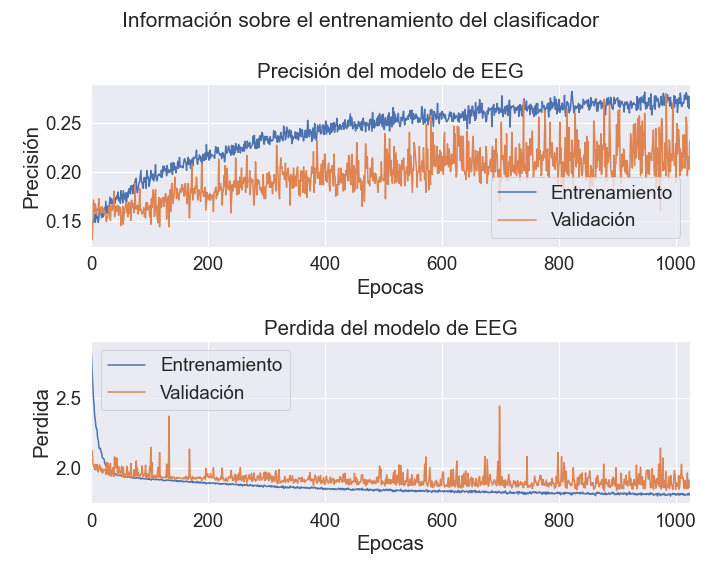 Información sobre el entrenamiento del clasificador
Precisión del modelo de EEG
Precisión
0.25
0.20
0.15
Entrenamiento
Validación
0 200 400 600 800 1000
Epocas
Perdida del modelo de EEG
Perdida
2.5
2.0
Entrenamiento
Validación
0 200 400 600 800 1000
Epocas